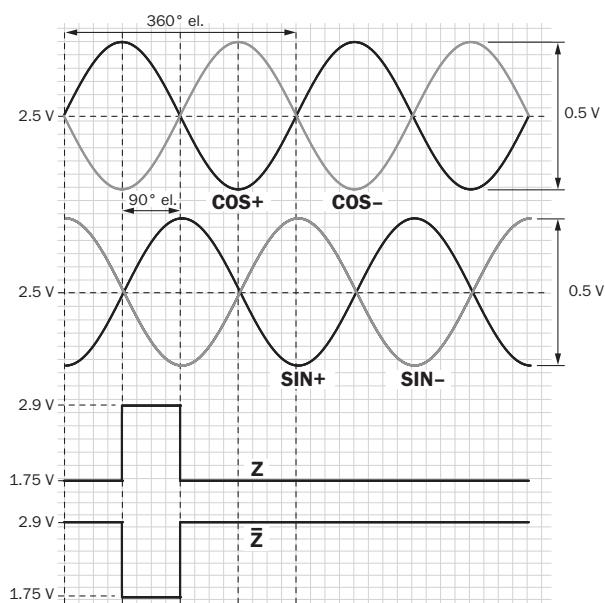 360° el.
2.5 V
0.5 V
90° el.
COS+ COS–
2.5 V
0.5 V
SIN+ SIN–
2.9 V
Z
1.75 V
2.9 V
Z̅
1.75 V